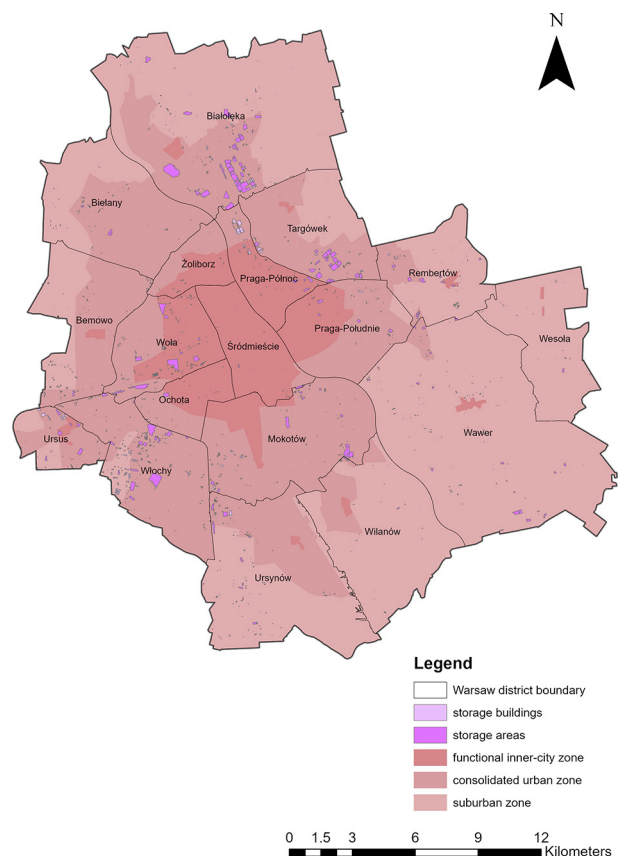 N
Białołęka
Bielany
Targówek
Żoliborz
Rembertów
Praga-Północ
Bemowo
Praga-Południe
Wola
Śródmieście
Wesoła
Ochota
Ursus
Mokotów
Wawer
Włochy
Wilanów
Ursynów
Legend
Warsaw district boundary
storage buildings
storage areas
functional inner-city zone
consolidated urban zone
suburban zone
0 1.5 3 6 9 12
Kilometers